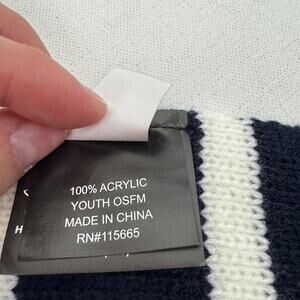 100% ACRYLIC
YOUTH OSFM
MADE IN CHINA
RN#115665